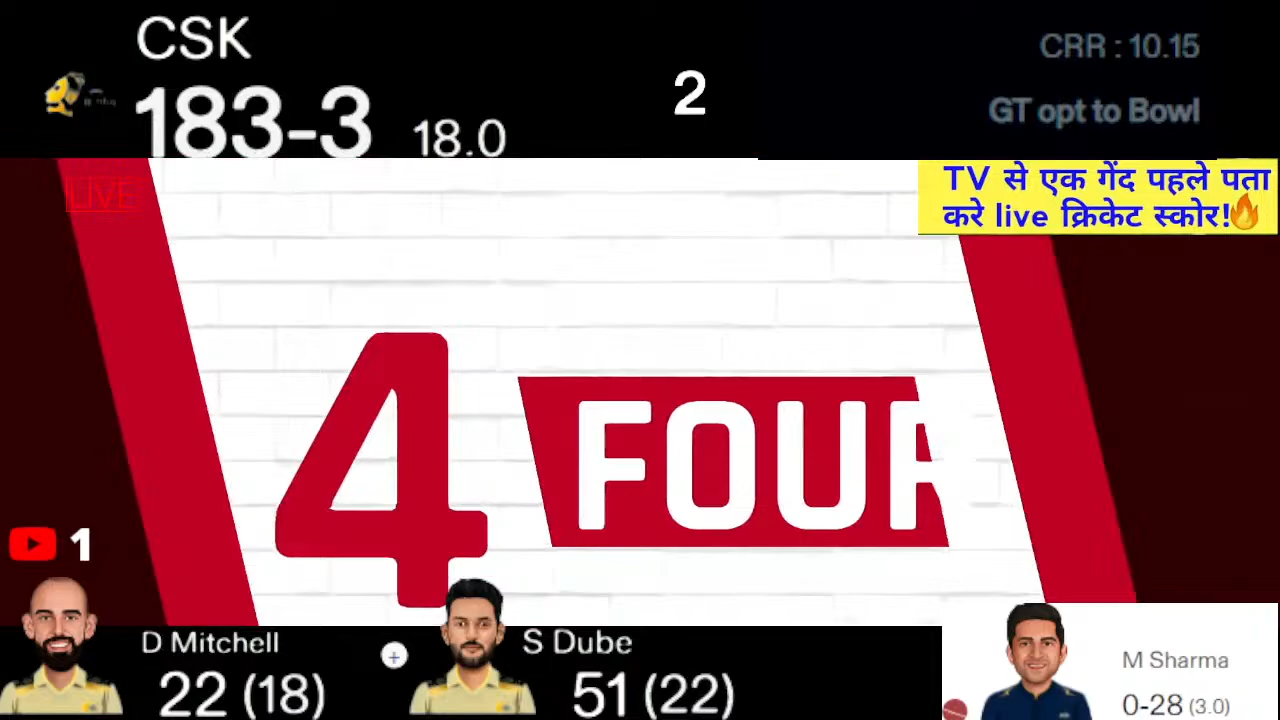 CSK
183-3 18.0
2
CRR : 10.15
GT opt to Bowl
LIVE
TV से एक गेंद पहले पता
करे live क्रिकेट स्कोर!🔥
4 FOUR
1
D Mitchell
22 (18)
+
S Dube
51 (22)
M Sharma
0-28 (3.0)